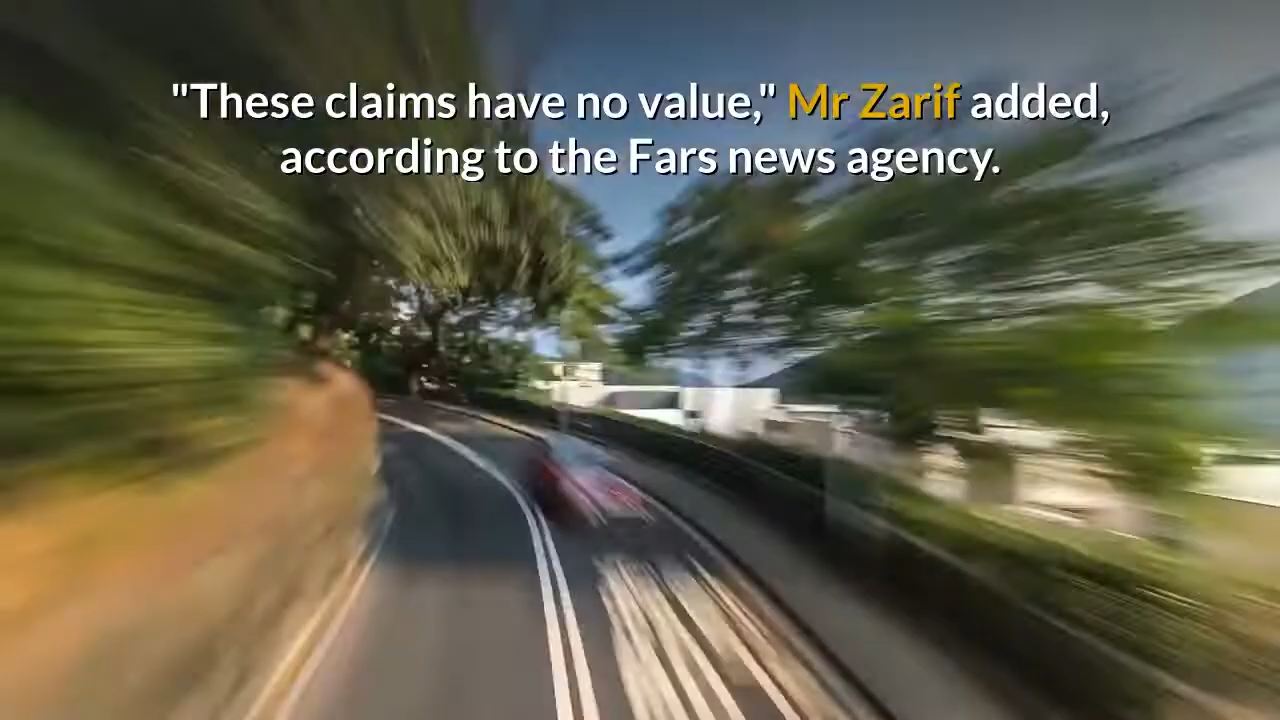 "These claims have no value," Mr Zarif added,
according to the Fars news agency.